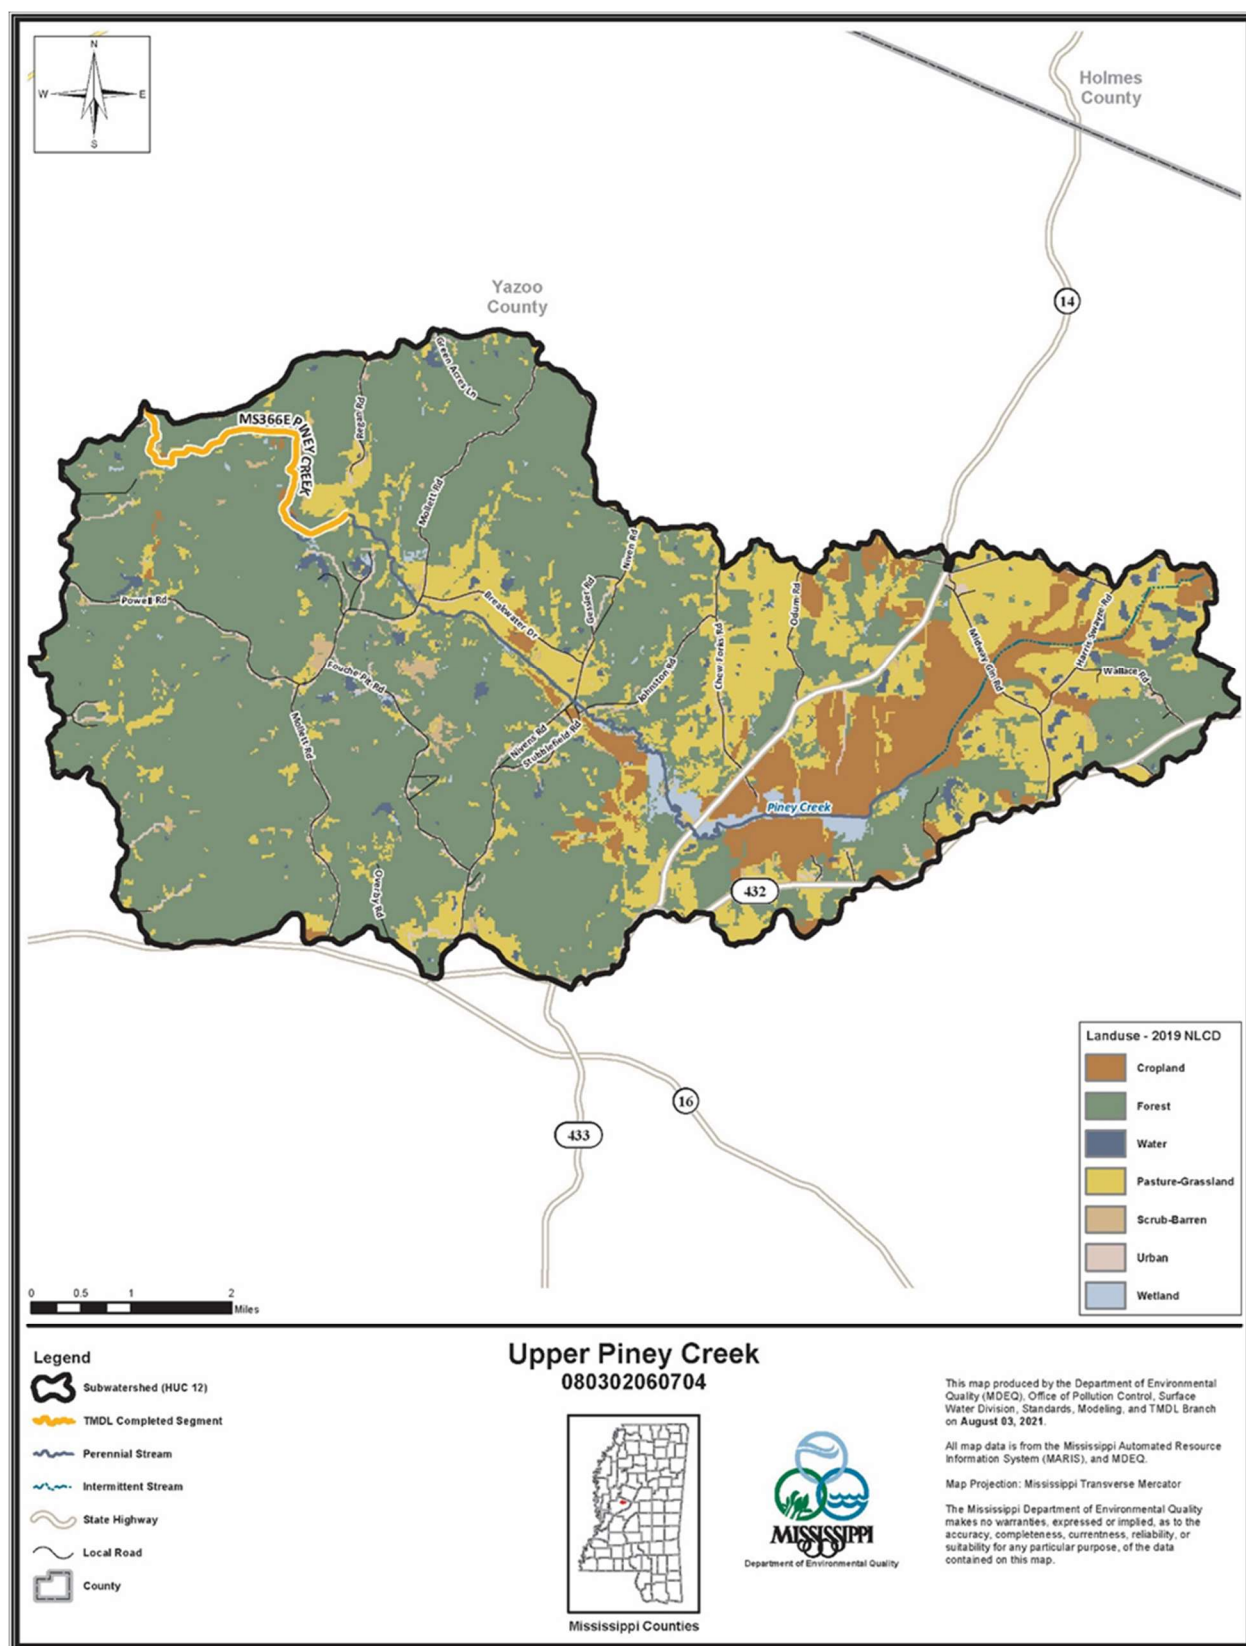 N
W
E
S
Holmes
County
14
Yazoo
County
Green Acres Ln
Regan Rd
MS366E PINEY CREEK
Mollett Rd
Niven Rd
Powell Rd
Breakwater Dr
Odum Rd
Harris Swayze Rd
Midway Gin Rd
Wallace Rd
Johnston Rd
Chew Forks Rd
Mollett Rd
Nivens Rd
Stubblefield Rd
Piney Creek
Overby Rd
432
16
433
Landuse - 2019 NLCD
Cropland
Forest
Water
Pasture-Grassland
Scrub-Barren
Urban
Wetland
0 0.5 1 2
Miles
Legend
Subwatershed (HUC 12)
TMDL Completed Segment
Perennial Stream
Intermittent Stream
State Highway
Local Road
County
Upper Piney Creek
080302060704
Mississippi Counties
MISSISSIPPI
Department of Environmental Quality
This map produced by the Department of Environmental
Quality (MDEQ), Office of Pollution Control, Surface
Water Division, Standards, Modeling, and TMDL Branch
on August 03, 2021.
All map data is from the Mississippi Automated Resource
Information System (MARIS), and MDEQ.
Map Projection: Mississippi Transverse Mercator
The Mississippi Department of Environmental Quality
makes no warranties, expressed or implied, as to the
accuracy, completeness, currentness, reliability, or
suitability for any particular purpose, of the data
contained on this map.